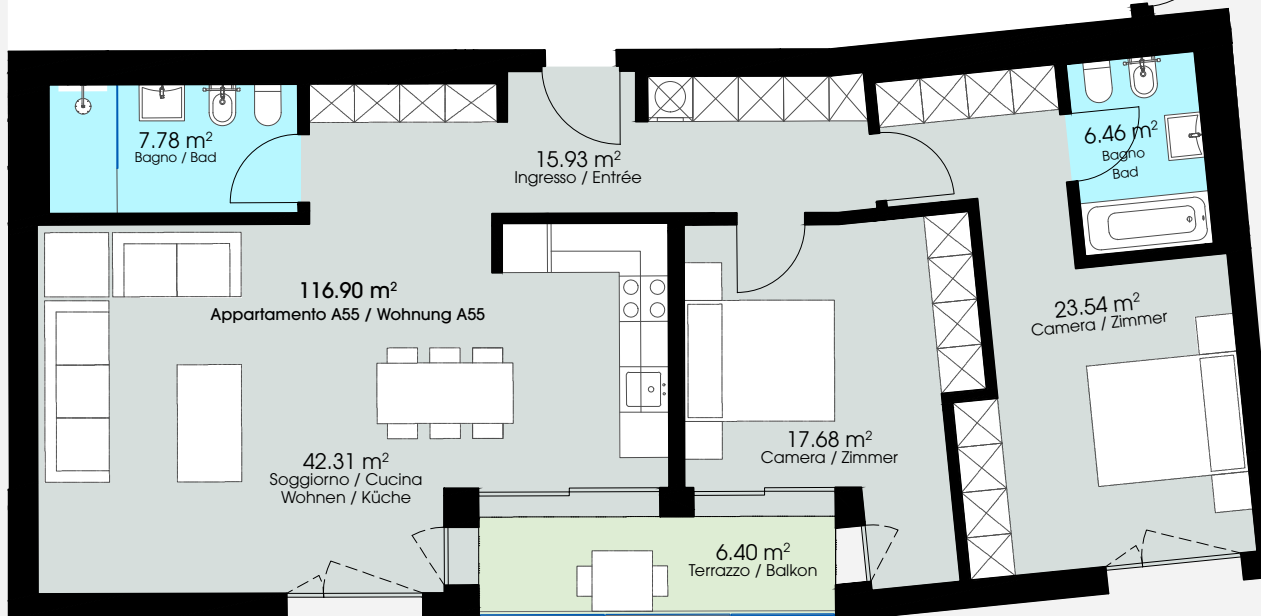 7.78 m²
Bagno / Bad
15.93 m²
Ingresso / Entrée
6.46 m²
Bagno
Bad
116.90 m²
Appartamento A55 / Wohnung A55
23.54 m²
Camera / Zimmer
42.31 m²
Soggiorno / Cucina
Wohnen / Küche
17.68 m²
Camera / Zimmer
6.40 m²
Terrazzo / Balkon